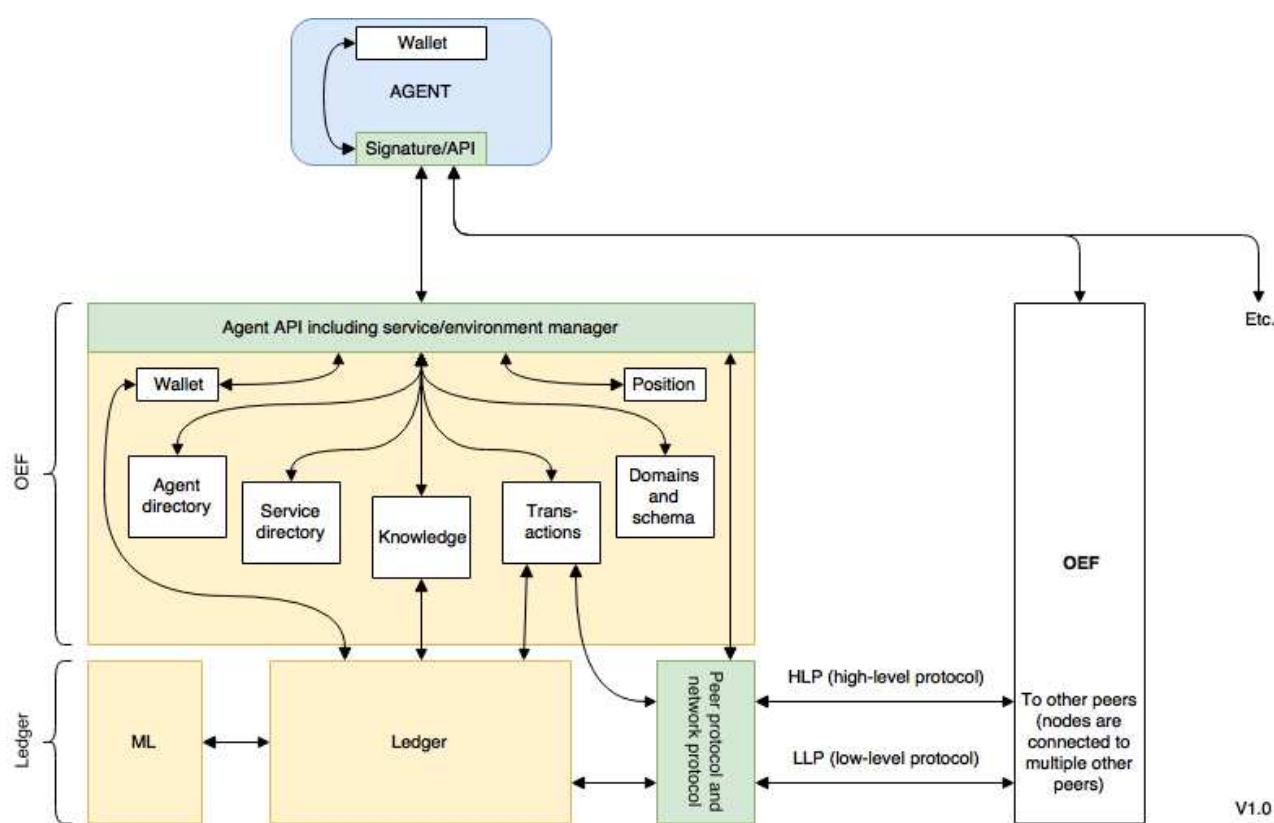 Wallet
AGENT
Signature/API
Etc.
Agent API including service/environment manager
Wallet
Position
OEF
Agent
directory
Service
directory
Knowledge
Trans-
actions
Domains
and
schema
OEF
Ledger
ML
Ledger
Peer protocol and
network protocol
HLP (high-level protocol)
LLP (low-level protocol)
To other peers
(nodes are
connected to
multiple other
peers)
V1.0